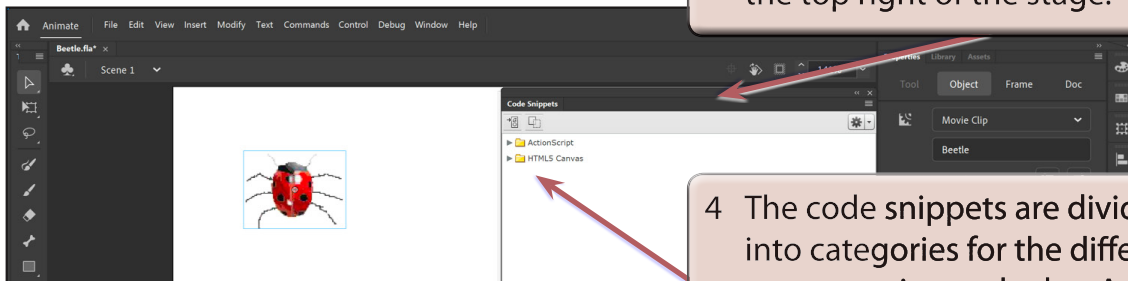 the top right of the stage.
Animate File Edit View Insert Modify Text Commands Control Debug Window Help
Beetle.fla* ×
Scene 1
Properties Library Assets
Tool Object Frame Doc
Code Snippets
Movie Clip
ActionScript
Beetle
HTML5 Canvas
4 The code snippets are divid
into categories for the diffe